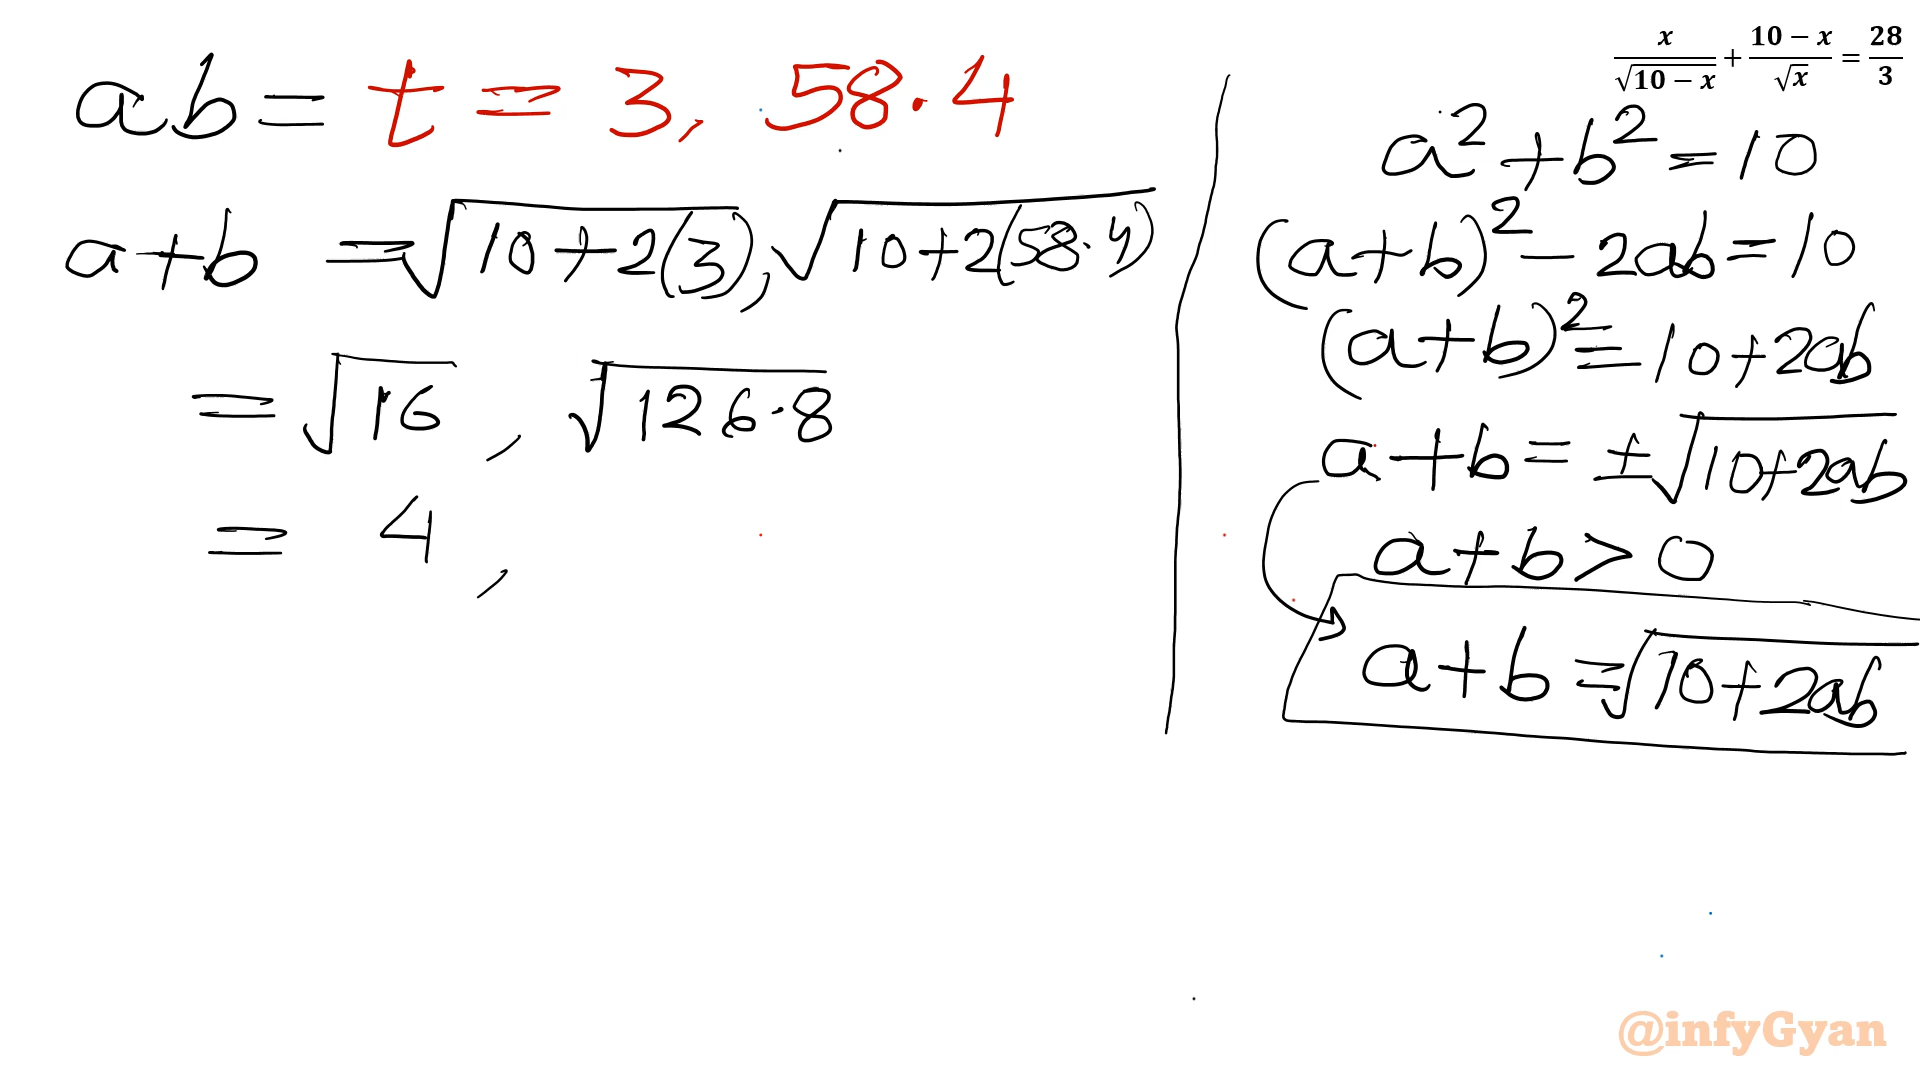 ab = t = 3, 58.4
a+b = √10+2(3), √10+2(58.4)
= √16, √126.8
= 4,
x/√10 − x + 10 − x/√x = 28/3
a²+b² = 10
(a+b)² − 2ab = 10
(a+b)² = 10+2ab
a+b = ±√10+2ab
a+b > 0
a+b = √10+2ab
@infyGyan